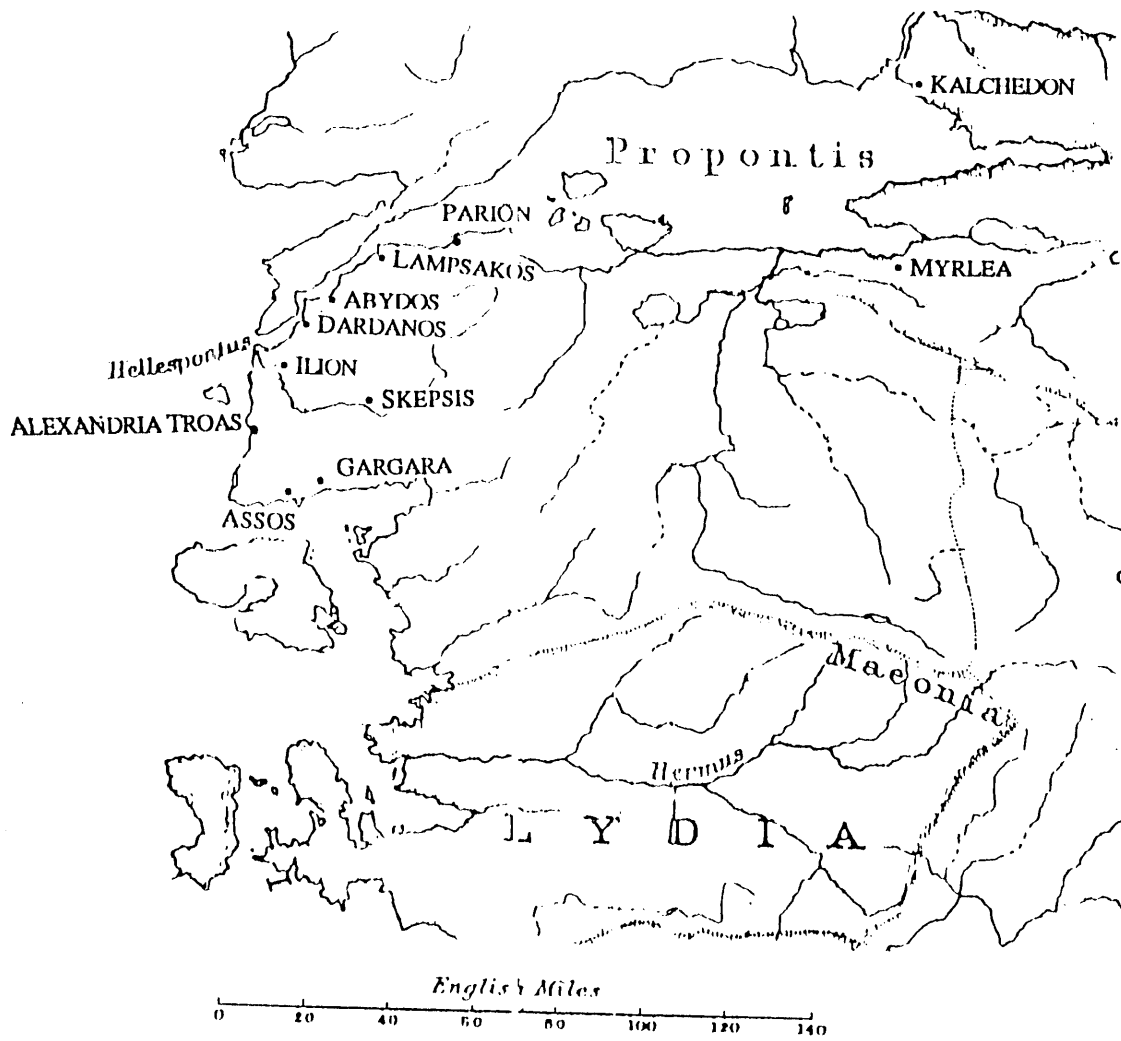 KALCHEDON
Propontis
PARION
LAMPSAKOS
MYRLEA
ABYDOS
DARDANOS
Hellespontus
ILION
SKEPSIS
ALEXANDRIA TROAS
GARGARA
ASSOS
Maeonia
Hermus
LYDIA
English Miles
0 20 40 60 80 100 120 140